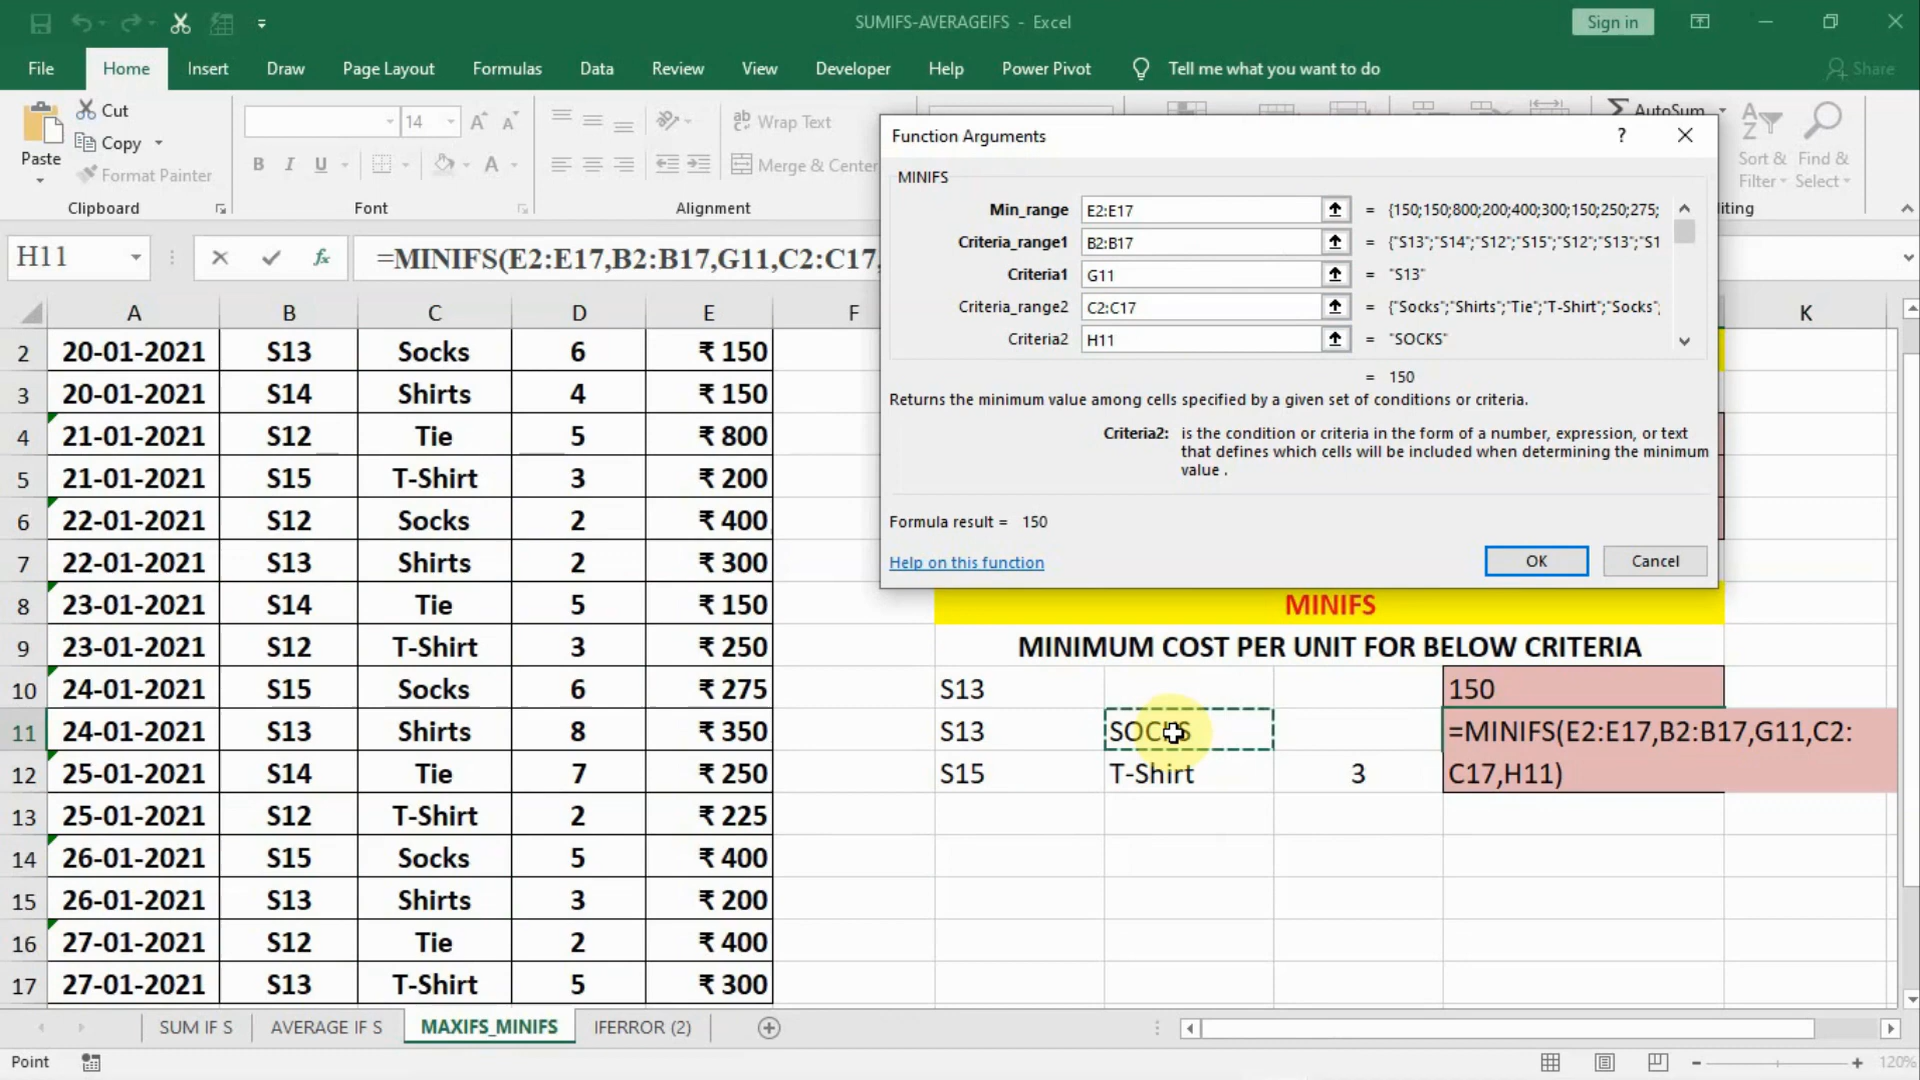 SUMIFS-AVERAGEIFS - Excel
Sign in
File Home Insert Draw Page Layout Formulas Data Review View Developer Help Power Pivot Tell me what you want to do Share
Paste
Cut
Copy
Format Painter
Clipboard
14
B I U
Font
Wrap Text
Merge & Center
Alignment
AutoSum
Sort &
Filter
Find &
Select
H11
=MINIFS(E2:E17,B2:B17,G11,C2:C17,
Function Arguments
MINIFS
Min_range E2:E17 = {150;150;800;200;400;300;150;250;275;
Criteria_range1 B2:B17 = {"S13";"S14";"S12";"S15";"S12";"S13";"S1
Criteria1 G11 = "S13"
Criteria_range2 C2:C17 = {"Socks";"Shirts";"Tie";"T-Shirt";"Socks";
Criteria2 H11 = "SOCKS"
= 150
Returns the minimum value among cells specified by a given set of conditions or criteria.
Criteria2: is the condition or criteria in the form of a number, expression, or text
that defines which cells will be included when determining the minimum
value .
Formula result = 150
Help on this function
OK
Cancel
A B C D E F K
2 20-01-2021 S13 Socks 6 ₹ 150
3 20-01-2021 S14 Shirts 4 ₹ 150
4 21-01-2021 S12 Tie 5 ₹ 800
5 21-01-2021 S15 T-Shirt 3 ₹ 200
6 22-01-2021 S12 Socks 2 ₹ 400
7 22-01-2021 S13 Shirts 2 ₹ 300
8 23-01-2021 S14 Tie 5 ₹ 150 MINIFS
9 23-01-2021 S12 T-Shirt 3 ₹ 250 MINIMUM COST PER UNIT FOR BELOW CRITERIA
10 24-01-2021 S15 Socks 6 ₹ 275 S13 150
11 24-01-2021 S13 Shirts 8 ₹ 350 S13 SOCKS =MINIFS(E2:E17,B2:B17,G11,C2:
12 25-01-2021 S14 Tie 7 ₹ 250 S15 T-Shirt 3 C17,H11)
13 25-01-2021 S12 T-Shirt 2 ₹ 225
14 26-01-2021 S15 Socks 5 ₹ 400
15 26-01-2021 S13 Shirts 3 ₹ 200
16 27-01-2021 S12 Tie 2 ₹ 400
17 27-01-2021 S13 T-Shirt 5 ₹ 300
SUM IF S AVERAGE IF S MAXIFS_MINIFS IFERROR (2)
Point
120%